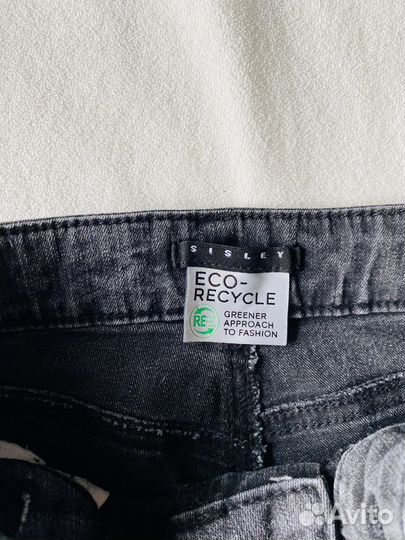 SISLEY
ECO-
RECYCLE
RE
GREENER
APPROACH
TO FASHION
Avito